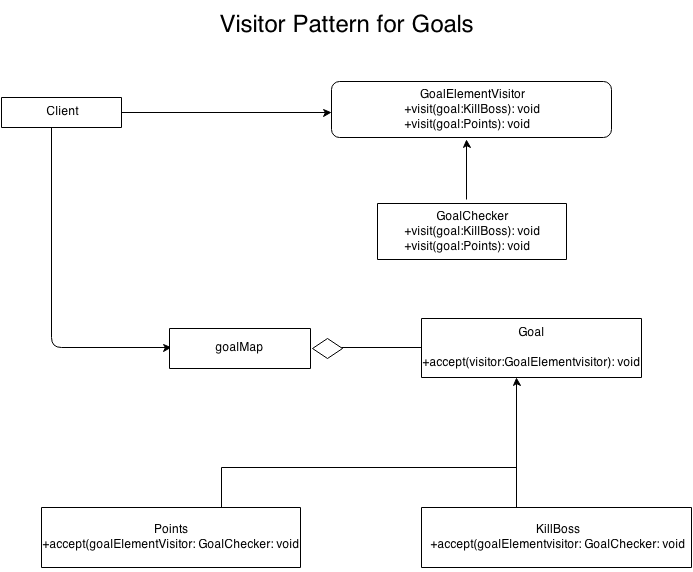 Visitor Pattern for Goals
Client
GoalElementVisitor
+visit(goal:KillBoss): void
+visit(goal:Points): void
GoalChecker
+visit(goal:KillBoss): void
+visit(goal:Points): void
goalMap
Goal
+accept(visitor:GoalElementvisitor): void
Points
+accept(goalElementVisitor: GoalChecker: void
KillBoss
+accept(goalElementvisitor: GoalChecker: void